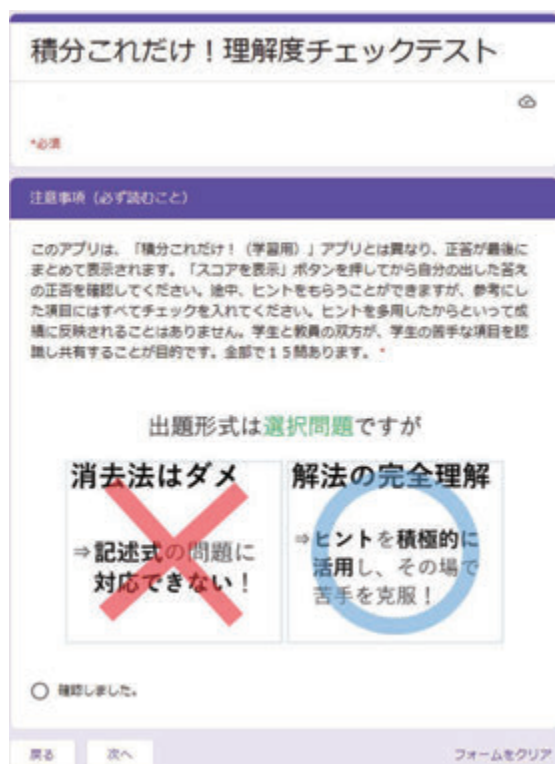 積分これだけ！理解度チェックテスト
*必須
注意事項（必ず読むこと）
このアプリは、「積分これだけ！（学習用）」アプリとは異なり、正答が最後に
まとめて表示されます。「スコアを表示」ボタンを押してから自分の出した答え
の正否を確認してください。途中、ヒントをもらうことができますが、参考にし
た項目にはすべてチェックを入れてください。ヒントを多用したからといって成
績に反映されることはありません。学生と教員の双方が、学生の苦手な項目を認
識し共有することが目的です。全部で１５問あります。 *
出題形式は選択問題ですが
消去法はダメ
⇒記述式の問題に
対応できない！
解法の完全理解
⇒ヒントを積極的に
活用し、その場で
苦手を克服！
確認しました。
戻る 次へ フォームをクリア